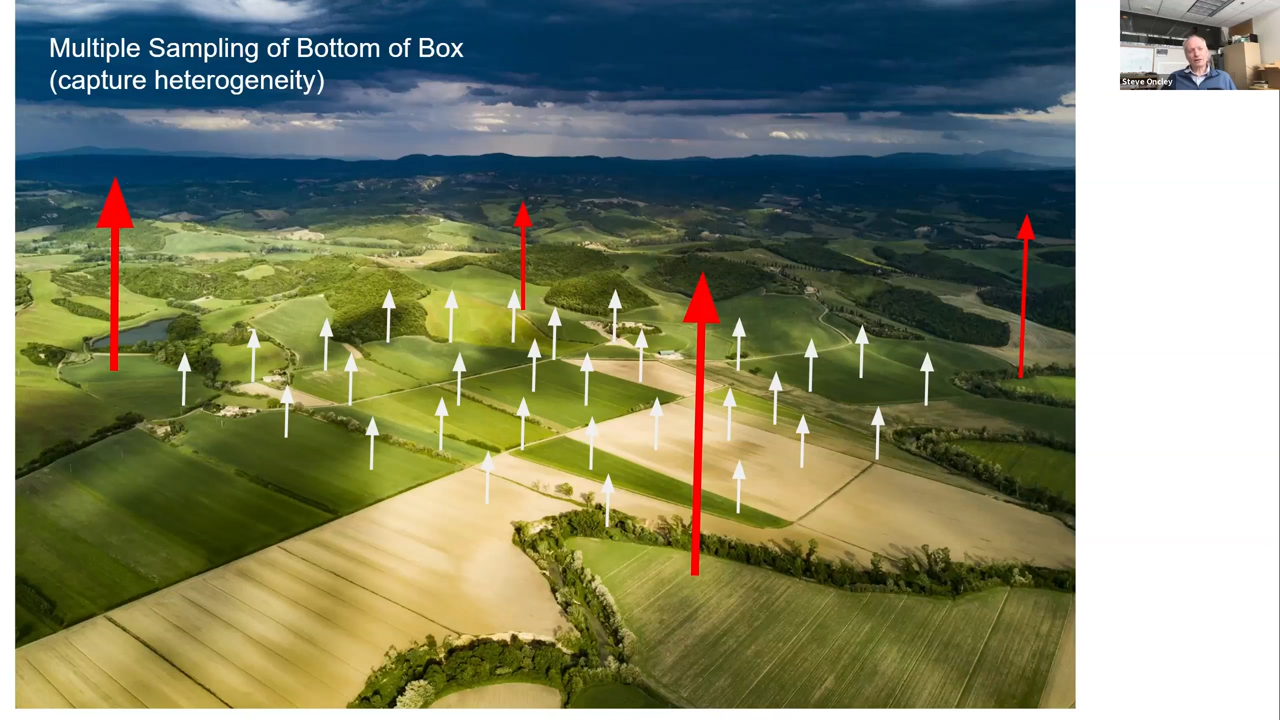 Multiple Sampling of Bottom of Box
(capture heterogeneity)
Steve Oncley